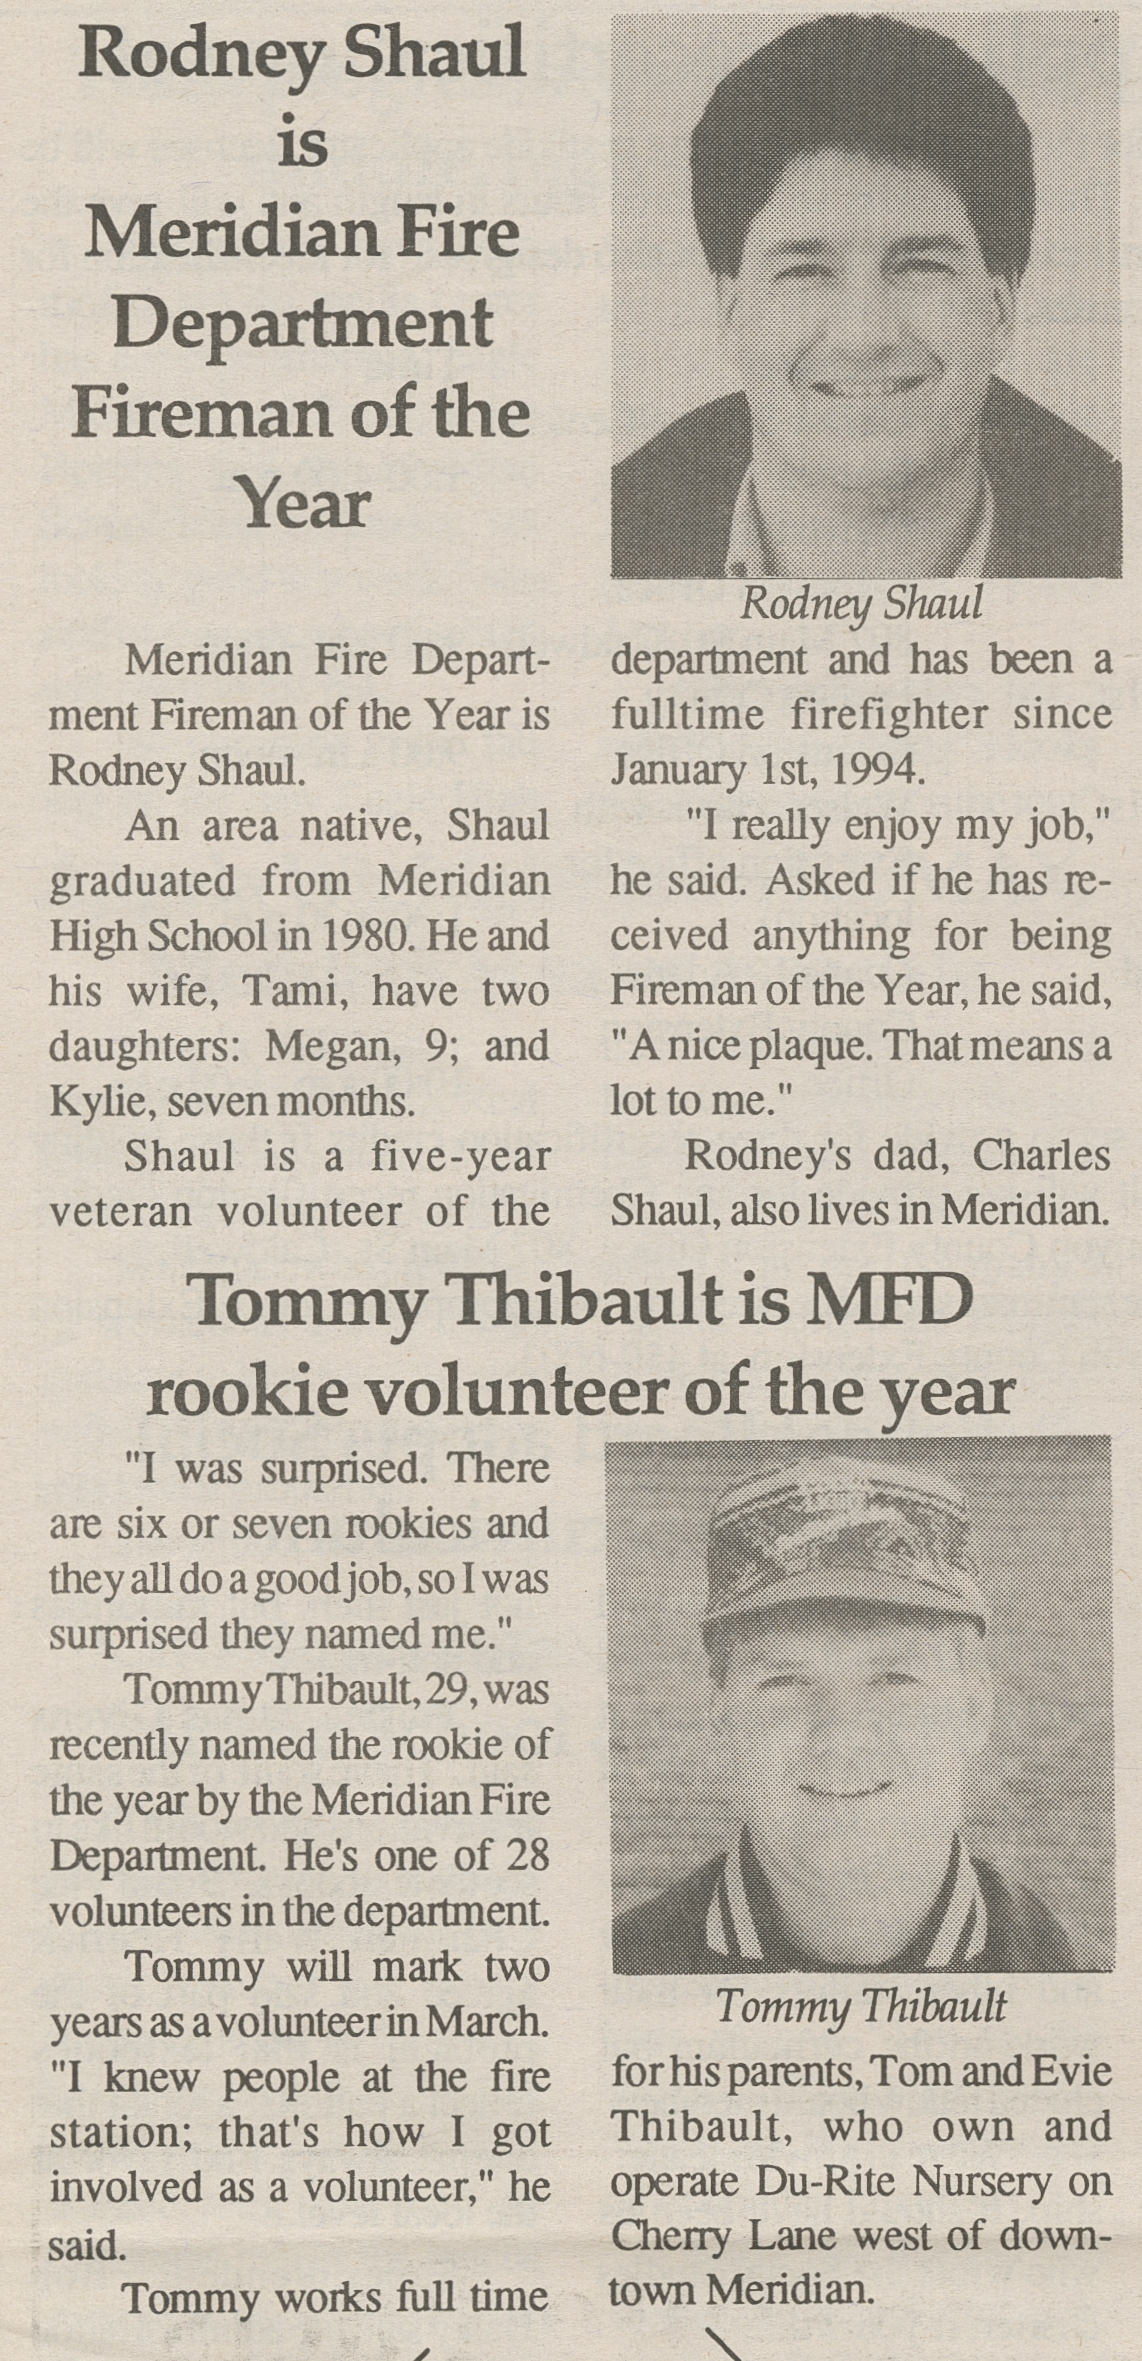 Rodney Shaul
is
Meridian Fire
Department
Fireman of the
Year
Meridian Fire Depart-
ment Fireman of the Year is
Rodney Shaul.
An area native, Shaul
graduated from Meridian
High School in 1980. He and
his wife, Tami, have two
daughters: Megan, 9; and
Kylie, seven months.
Shaul is a five-year
veteran volunteer of the
Rodney Shaul
department and has been a
fulltime firefighter since
January 1st, 1994.
"I really enjoy my job,"
he said. Asked if he has re-
ceived anything for being
Fireman of the Year, he said,
"A nice plaque. That means a
lot to me."
Rodney's dad, Charles
Shaul, also lives in Meridian.
Tommy Thibault is MFD
rookie volunteer of the year
"I was surprised. There
are six or seven rookies and
they all do a good job, so I was
surprised they named me."
Tommy Thibault, 29, was
recently named the rookie of
the year by the Meridian Fire
Department. He's one of 28
volunteers in the department.
Tommy will mark two
years as a volunteer in March.
"I knew people at the fire
station; that's how I got
involved as a volunteer," he
said.
Tommy works full time
Tommy Thibault
for his parents, Tom and Evie
Thibault, who own and
operate Du-Rite Nursery on
Cherry Lane west of down-
town Meridian.